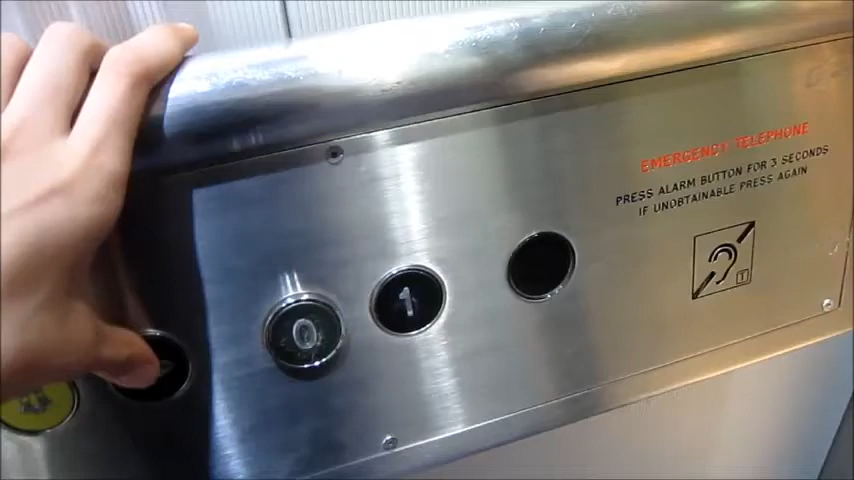 EMERGENCY TELEPHONE
PRESS ALARM BUTTON FOR 3 SECONDS
IF UNOBTAINABLE PRESS AGAIN
0
1
T